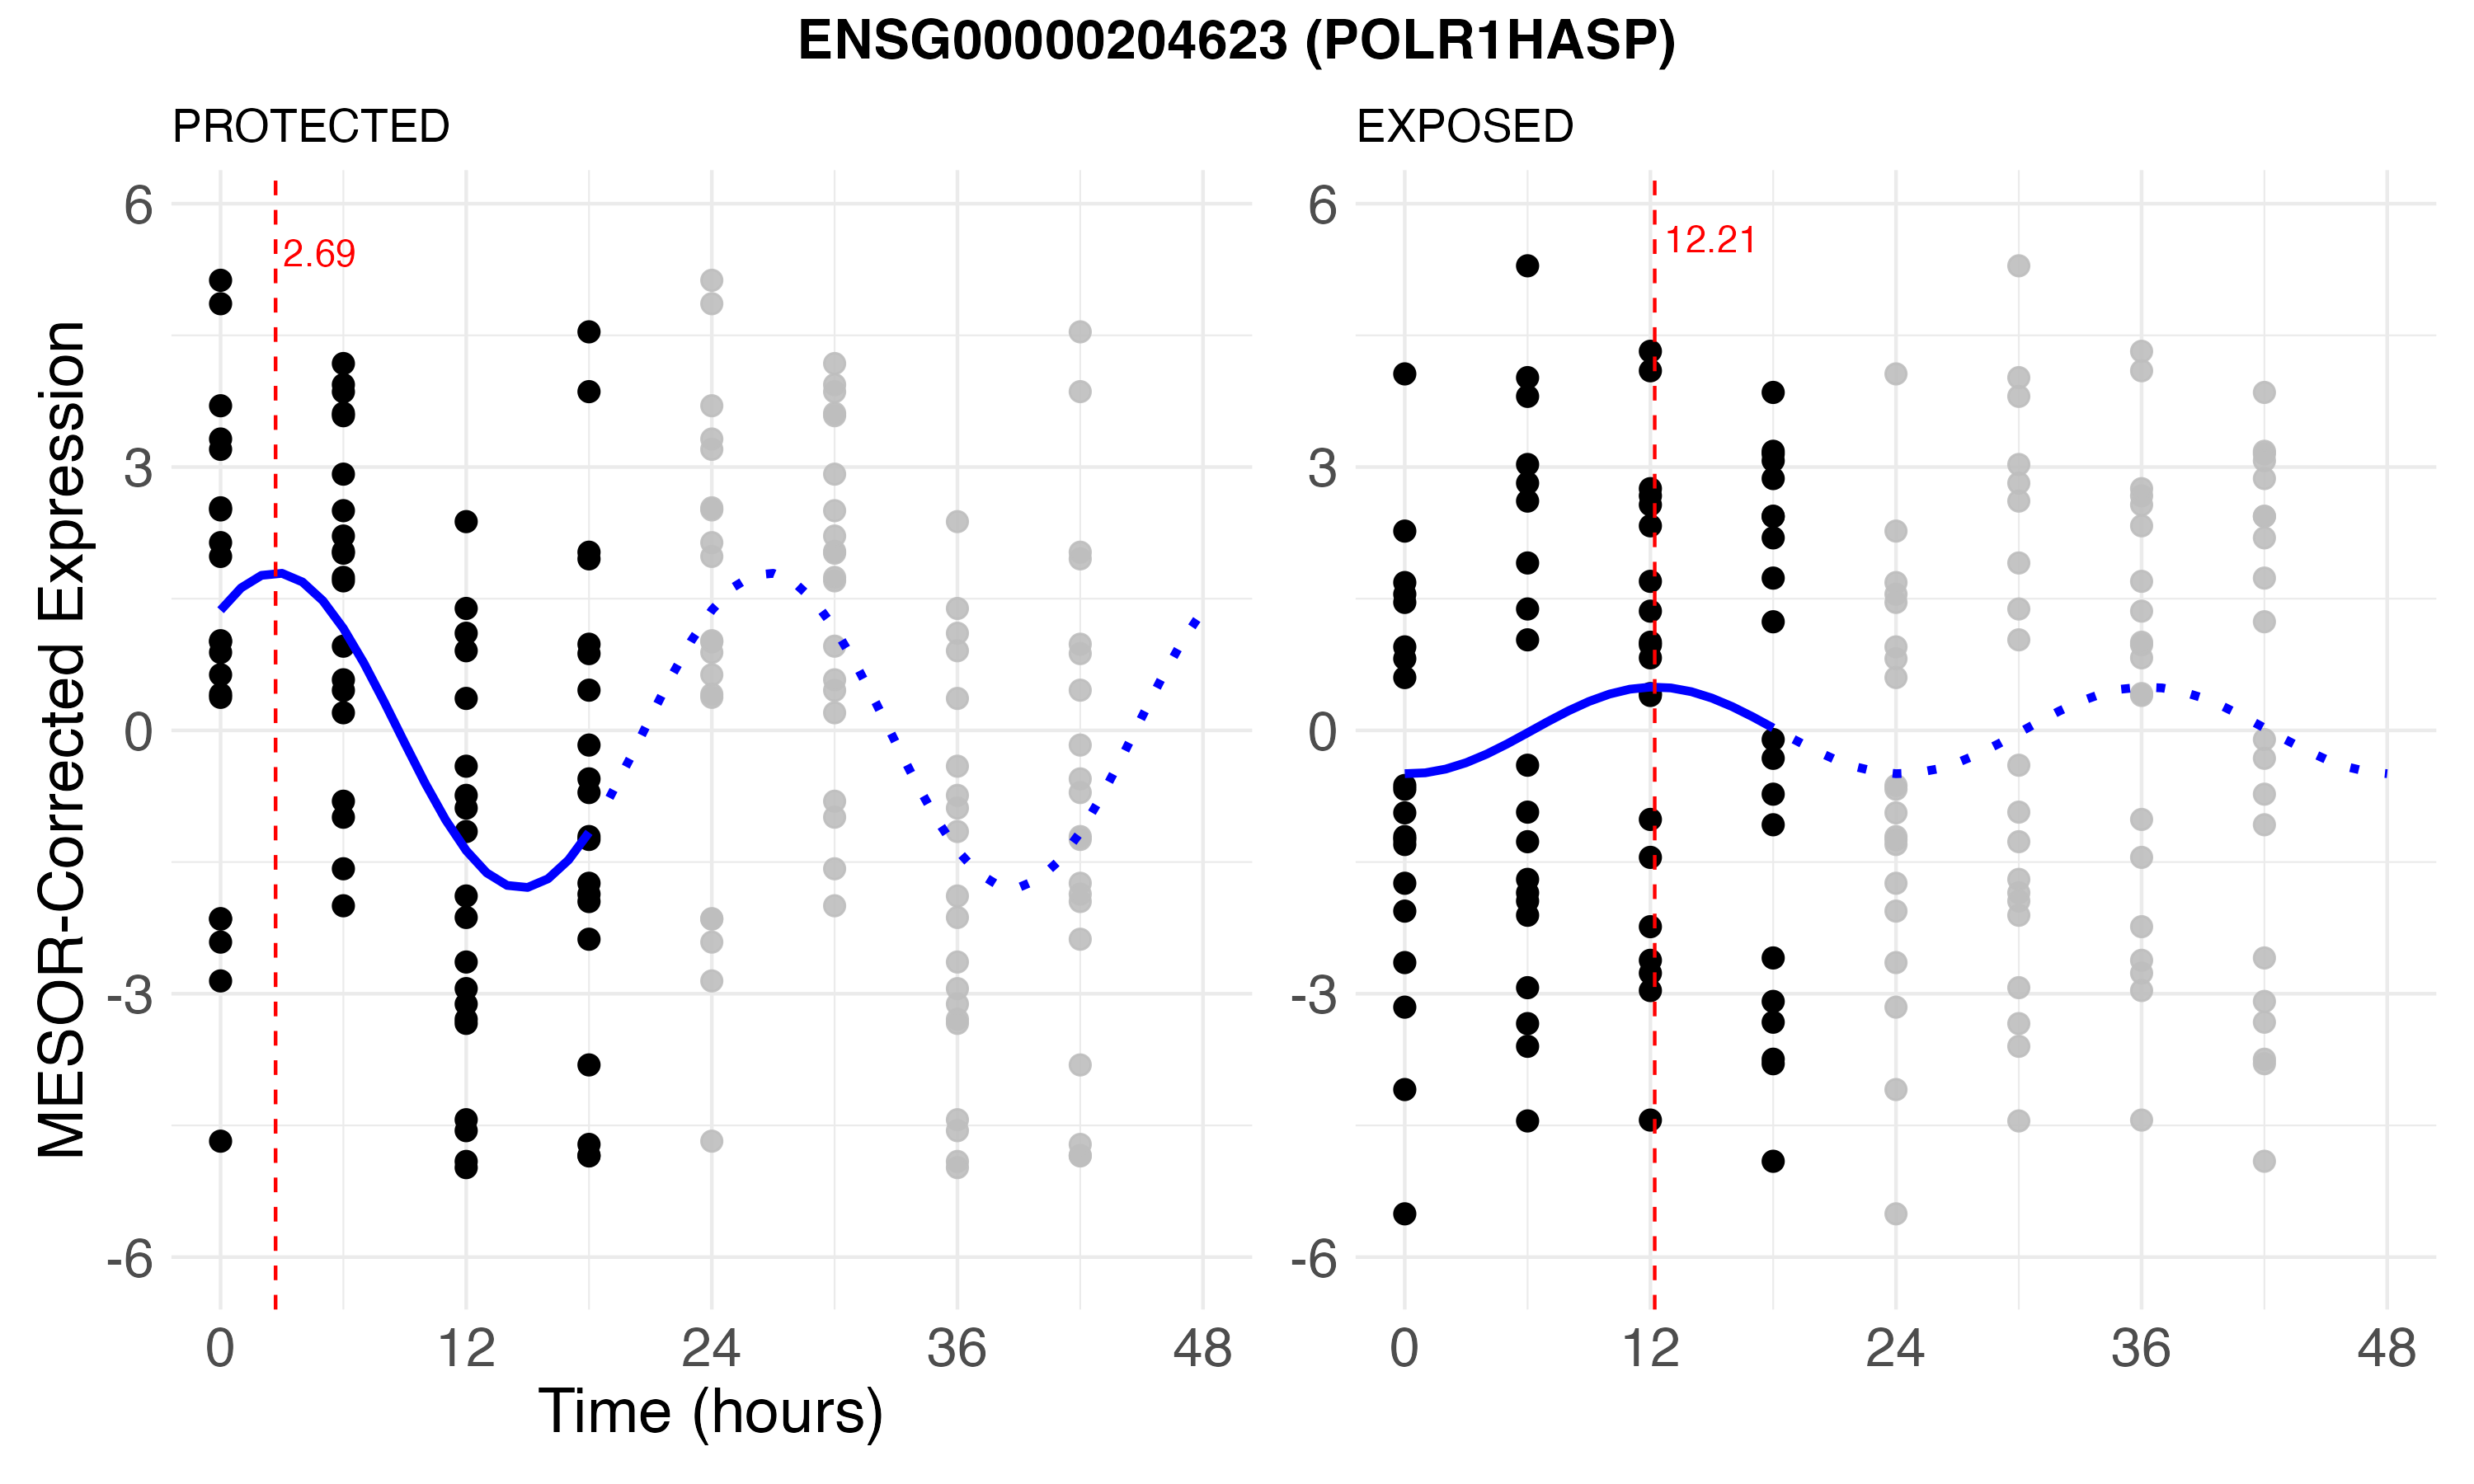 ENSG00000204623 (POLR1HASP)
PROTECTED
EXPOSED
MESOR-Corrected Expression
6
3
0
-3
-6
2.69
0 12 24 36 48
6
3
0
-3
-6
12.21
0 12 24 36 48
Time (hours)